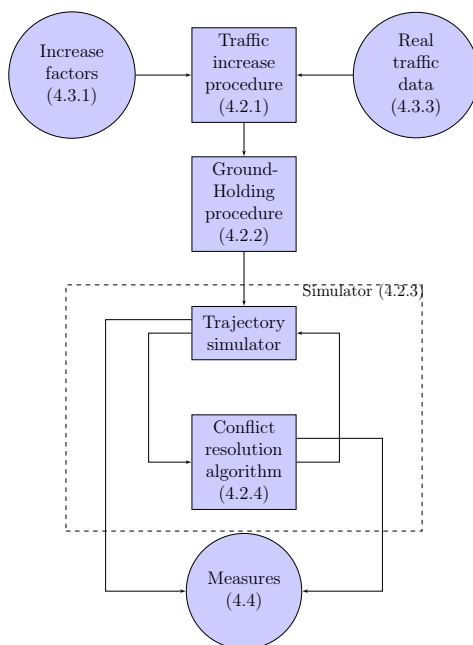 Increase
factors
(4.3.1)
Traffic
increase
procedure
(4.2.1)
Real
traffic
data
(4.3.3)
Ground-
Holding
procedure
(4.2.2)
Simulator (4.2.3)
Trajectory
simulator
Conflict
resolution
algorithm
(4.2.4)
Measures
(4.4)